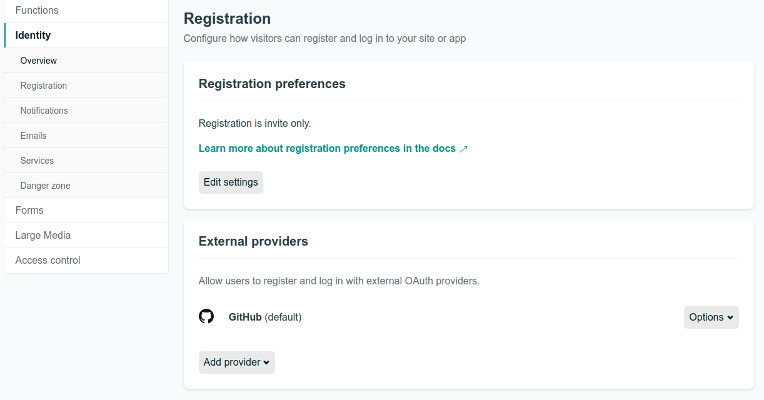 Functions
Identity
Overview
Registration
Notifications
Emails
Services
Danger zone
Forms
Large Media
Access control
Registration
Configure how visitors can register and log in to your site or app
Registration preferences
Registration is invite only.
Learn more about registration preferences in the docs ↗
Edit settings
External providers
Allow users to register and log in with external OAuth providers.
GitHub (default)
Options
Add provider